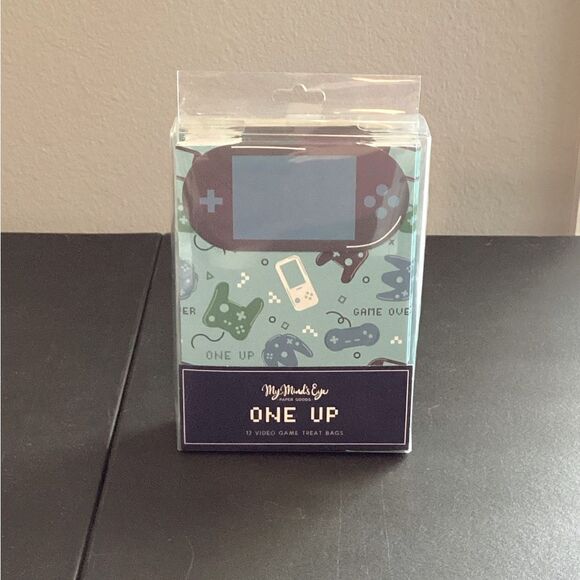 ER
GAME OVE
ONE UP
My Mind's Eye
PAPER GOODS
ONE UP
12 VIDEO GAME TREAT BAGS